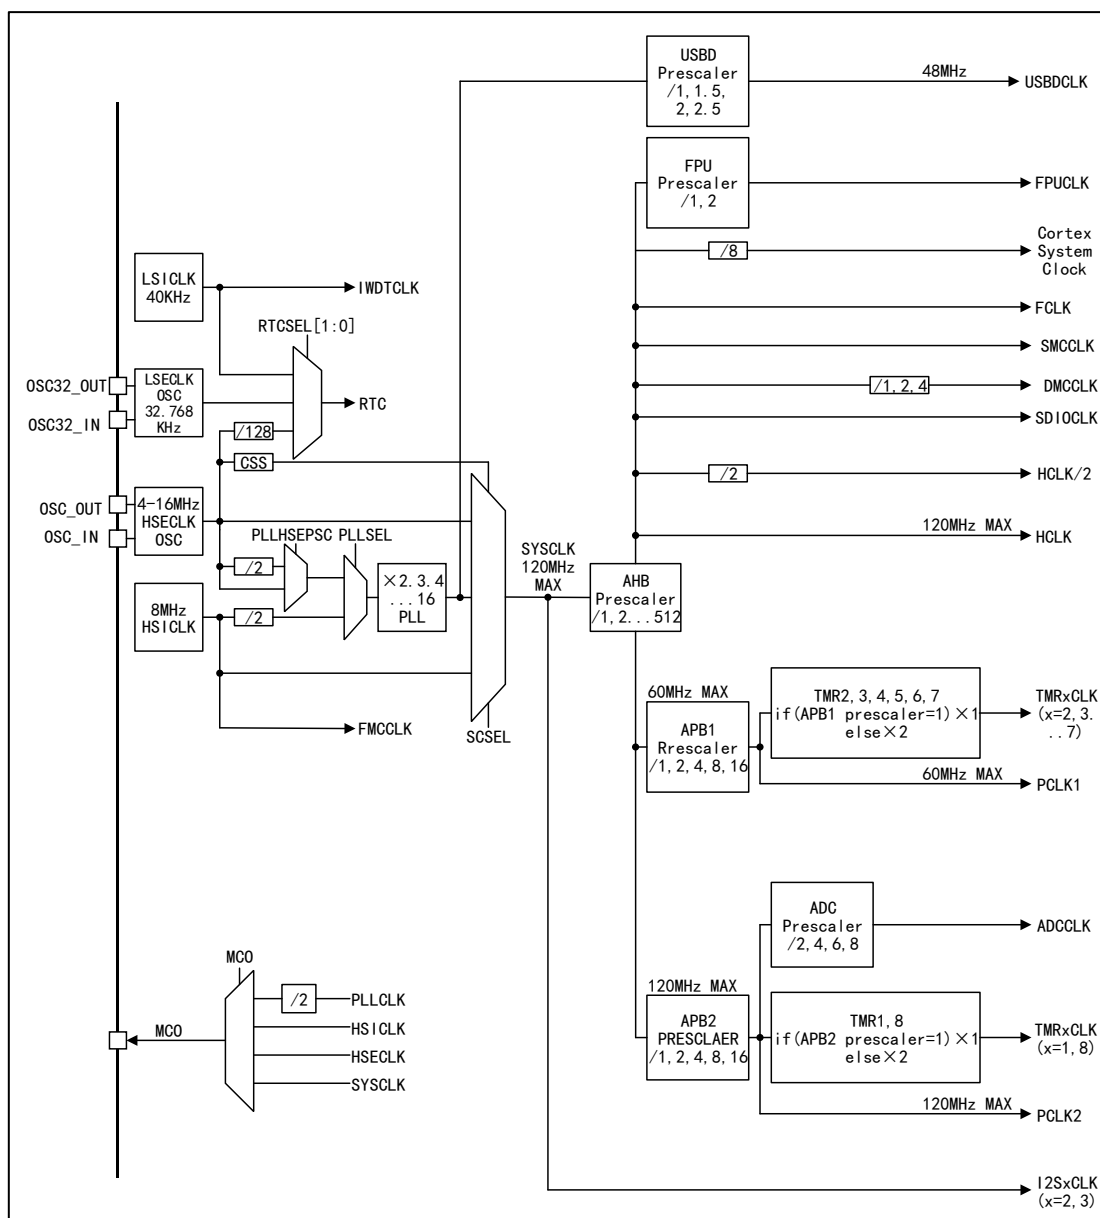 USBD
Prescaler
/1, 1.5,
2, 2.5
48MHz
USBDCLK
FPU
Prescaler
/1, 2
FPUCLK
/8
Cortex
System
Clock
LSICLK
40KHz
IWDTCLK
FCLK
RTCSEL[1:0]
SMCCLK
OSC32_OUT
OSC32_IN
LSECLK
OSC
32.768
KHz
RTC
/1, 2, 4
DMCCLK
SDIOCLK
/128
CSS
/2
HCLK/2
OSC_OUT
OSC_IN
4-16MHz
HSECLK
OSC
120MHz MAX
HCLK
PLLHSEPSC
PLLSEL
/2
SYSCLK
120MHz
MAX
×2.3.4
...16
PLL
AHB
Prescaler
/1, 2...512
8MHz
HSICLK
/2
FMCCLK
SCSEL
60MHz MAX
APB1
Rrescaler
/1, 2, 4, 8, 16
TMR2, 3, 4, 5, 6, 7
if(APB1 prescaler=1)×1
else×2
TMRxCLK
(x=2, 3.
..7)
60MHz MAX
PCLK1
ADC
Prescaler
/2, 4, 6, 8
ADCCLK
MCO
/2
PLLCLK
HSICLK
HSECLK
SYSCLK
MCO
120MHz MAX
APB2
PRESCLAER
/1, 2, 4, 8, 16
TMR1, 8
if(APB2 prescaler=1)×1
else×2
TMRxCLK
(x=1, 8)
120MHz MAX
PCLK2
I2SxCLK
(x=2, 3)